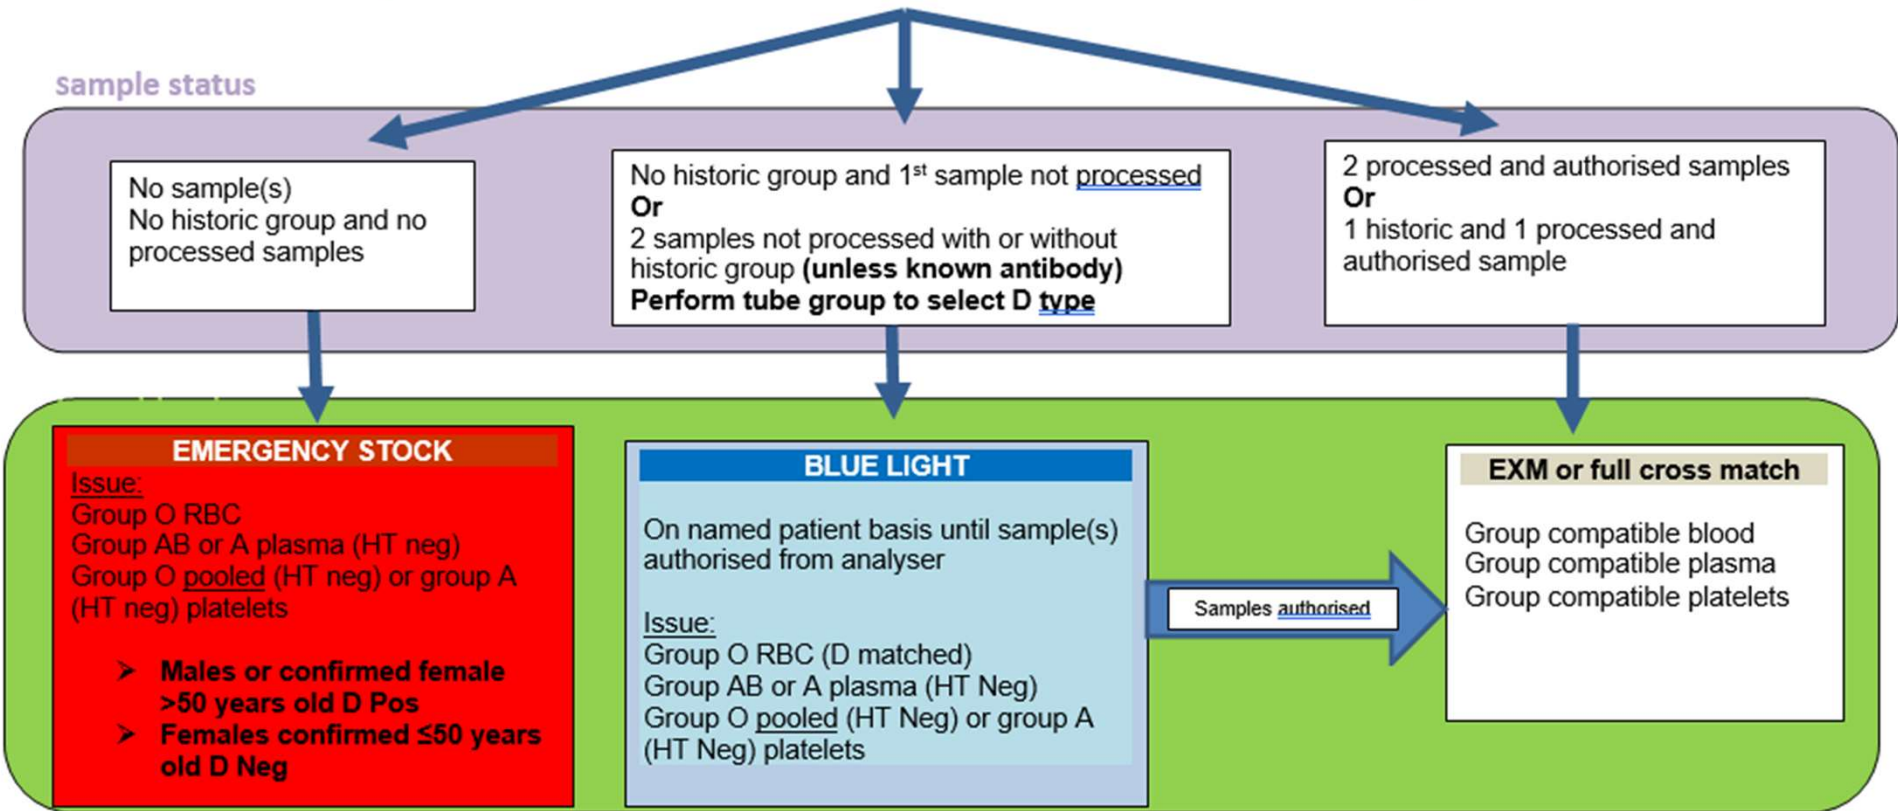 Sample status
No sample(s)
No historic group and no
processed samples
No historic group and 1st sample not processed
Or
2 samples not processed with or without
historic group (unless known antibody)
Perform tube group to select D type
2 processed and authorised samples
Or
1 historic and 1 processed and
authorised sample
EMERGENCY STOCK
Issue:
Group O RBC
Group AB or A plasma (HT neg)
Group O pooled (HT neg) or group A
(HT neg) platelets
➢ Males or confirmed female
>50 years old D Pos
➢ Females confirmed ≤50 years
old D Neg
BLUE LIGHT
On named patient basis until sample(s)
authorised from analyser
Issue:
Group O RBC (D matched)
Group AB or A plasma (HT Neg)
Group O pooled (HT Neg) or group A
(HT Neg) platelets
Samples authorised
EXM or full cross match
Group compatible blood
Group compatible plasma
Group compatible platelets